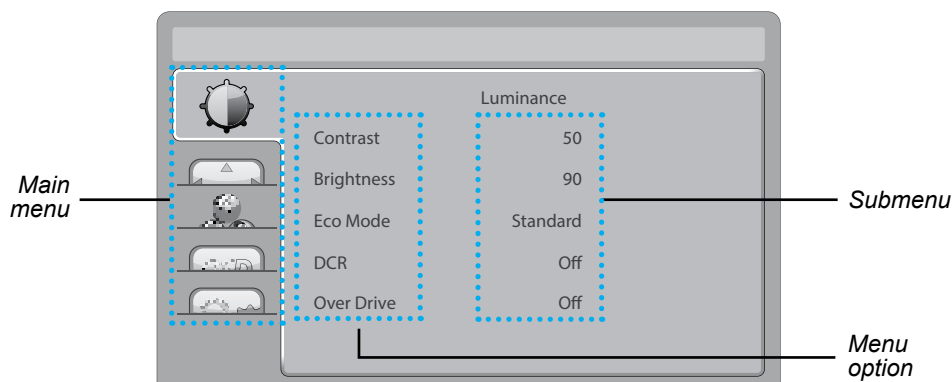 Luminance
Contrast 50
Brightness 90
Eco Mode Standard
DCR Off
Over Drive Off
Main
menu
Submenu
Menu
option